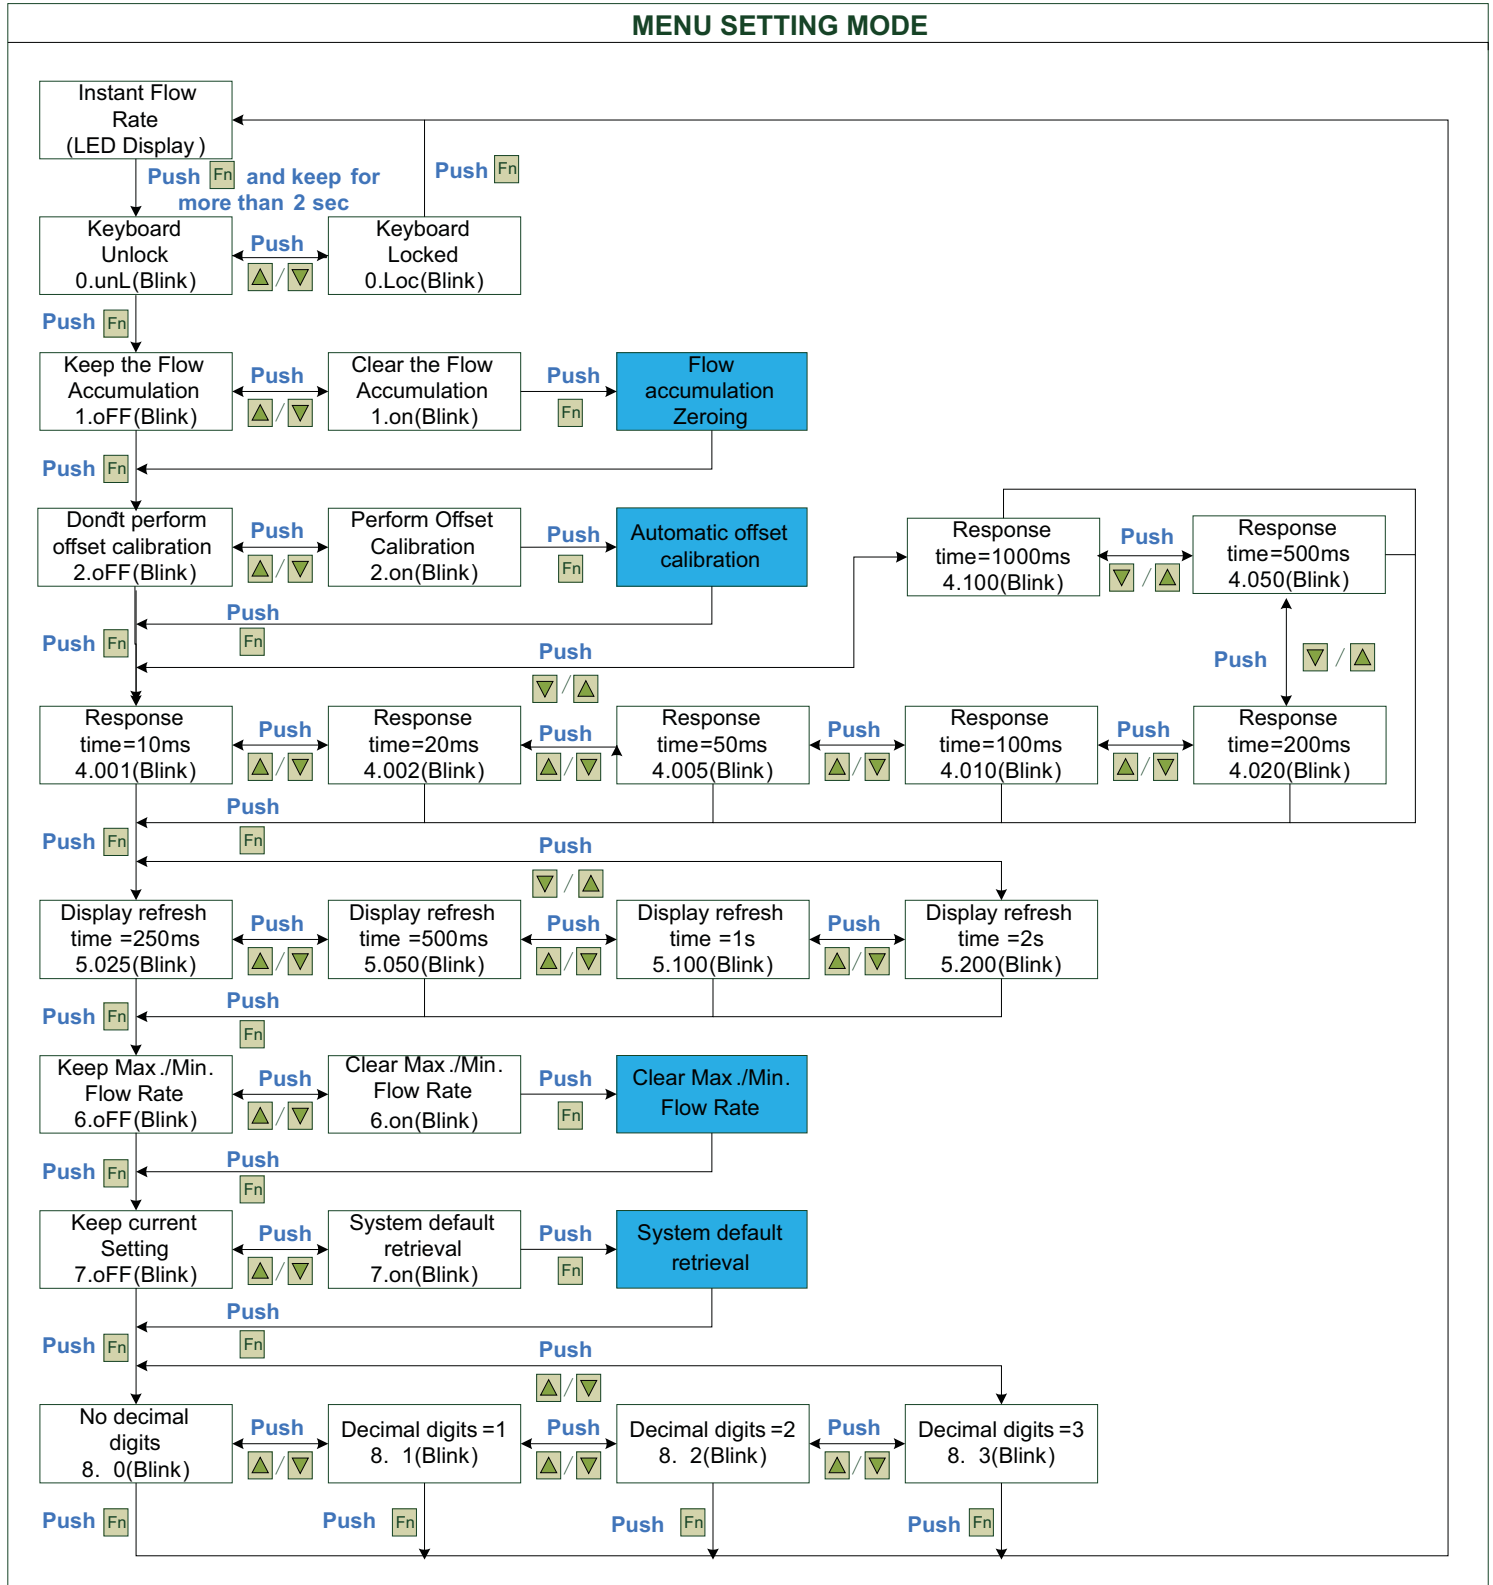 MENU SETTING MODE
Instant Flow
Rate
(LED Display)
Push Fn and keep for
more than 2 sec
Push Fn
Keyboard
Unlock
0.unL(Blink)
Push
▲/▼
Keyboard
Locked
0.Loc(Blink)
Push Fn
Keep the Flow
Accumulation
1.oFF(Blink)
Push
▲/▼
Clear the Flow
Accumulation
1.on(Blink)
Push
Fn
Flow
accumulation
Zeroing
Push Fn
Donđt perform
offset calibration
2.oFF(Blink)
Push
▲/▼
Perform Offset
Calibration
2.on(Blink)
Push
Fn
Automatic offset
calibration
Response
time=1000ms
4.100(Blink)
Push
▼/▲
Response
time=500ms
4.050(Blink)
Push
Fn
Push Fn
Push
▼/▲
Push ▼/▲
Response
time=10ms
4.001(Blink)
Push
▲/▼
Response
time=20ms
4.002(Blink)
Push
▲/▼
Response
time=50ms
4.005(Blink)
Push
▲/▼
Response
time=100ms
4.010(Blink)
Push
▲/▼
Response
time=200ms
4.020(Blink)
Push
Fn
Push Fn
Push
▼/▲
Display refresh
time =250ms
5.025(Blink)
Push
▲/▼
Display refresh
time =500ms
5.050(Blink)
Push
▲/▼
Display refresh
time =1s
5.100(Blink)
Push
▲/▼
Display refresh
time =2s
5.200(Blink)
Push
Fn
Push Fn
Keep Max./Min.
Flow Rate
6.oFF(Blink)
Push
▲/▼
Clear Max./Min.
Flow Rate
6.on(Blink)
Push
Fn
Clear Max./Min.
Flow Rate
Push Fn
Push
Fn
Keep current
Setting
7.oFF(Blink)
Push
▲/▼
System default
retrieval
7.on(Blink)
Push
Fn
System default
retrieval
Push
Fn
Push Fn
Push
▲/▼
No decimal
digits
8. 0(Blink)
Push
▲/▼
Decimal digits =1
8. 1(Blink)
Push
▲/▼
Decimal digits =2
8. 2(Blink)
Push
▲/▼
Decimal digits =3
8. 3(Blink)
Push Fn
Push Fn
Push Fn
Push Fn